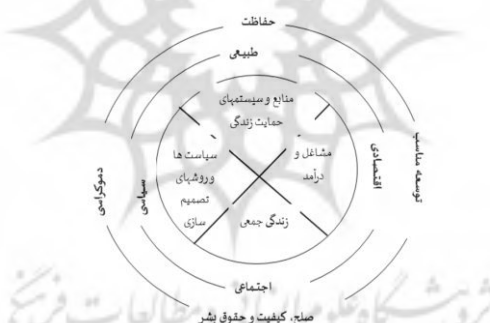 حفاظت
طبیعی
منابع و سیستمهای
حمایت زندگی
مشاغل و
درآمد
سیاست ها
وروشهای
تصمیم
سازی
زندگی جمعی
اقتصادی
توسعه مناسب
سیاسی
دموکراسی
اجتماعی
صلح، کیفیت و حقوق بشر